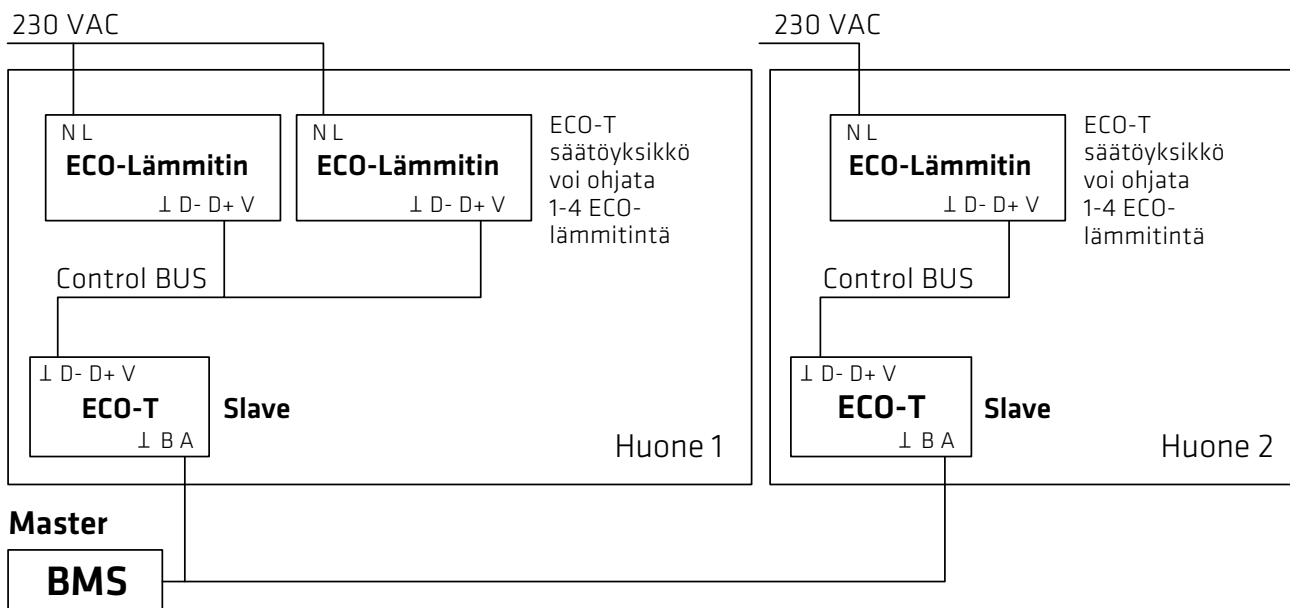 230 VAC
N L
ECO-Lämmitin
⊥ D- D+ V
N L
ECO-Lämmitin
⊥ D- D+ V
ECO-T
säätöyksikkö
voi ohjata
1-4 ECO-
lämmitintä
Control BUS
⊥ D- D+ V
ECO-T
⊥ B A
Slave
Huone 1
230 VAC
N L
ECO-Lämmitin
⊥ D- D+ V
ECO-T
säätöyksikkö
voi ohjata
1-4 ECO-
lämmitintä
Control BUS
⊥ D- D+ V
ECO-T
⊥ B A
Slave
Huone 2
Master
BMS